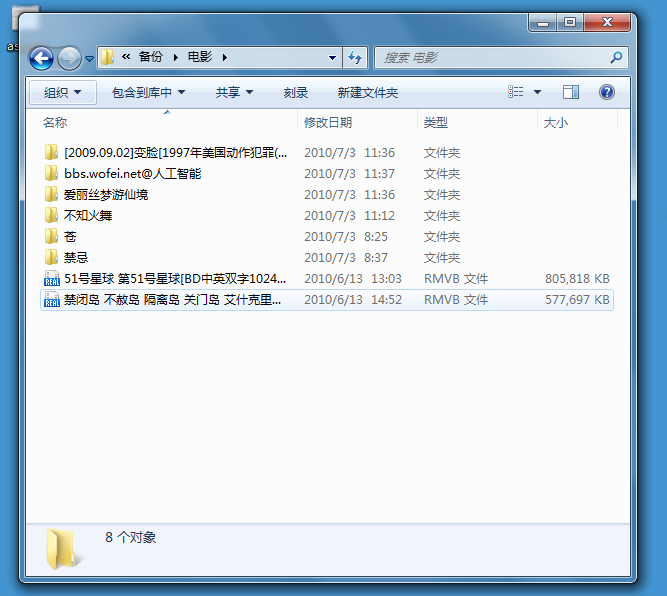 as
« 备份 ▸ 电影 ▸ 搜索 电影
组织 包含到库中 共享 刻录 新建文件夹
名称 修改日期 类型 大小
[2009.09.02]变脸[1997年美国动作犯罪(... 2010/7/3 11:36 文件夹
bbs.wofei.net@人工智能 2010/7/3 11:37 文件夹
爱丽丝梦游仙境 2010/7/3 11:36 文件夹
不知火舞 2010/7/3 11:12 文件夹
苍 2010/7/3 8:25 文件夹
禁忌 2010/7/3 8:37 文件夹
REAL 51号星球 第51号星球[BD中英双字1024... 2010/6/13 13:03 RMVB 文件 805,818 KB
REAL 禁闭岛 不赦岛 隔离岛 关门岛 艾什克里... 2010/6/13 14:52 RMVB 文件 577,697 KB
8 个对象